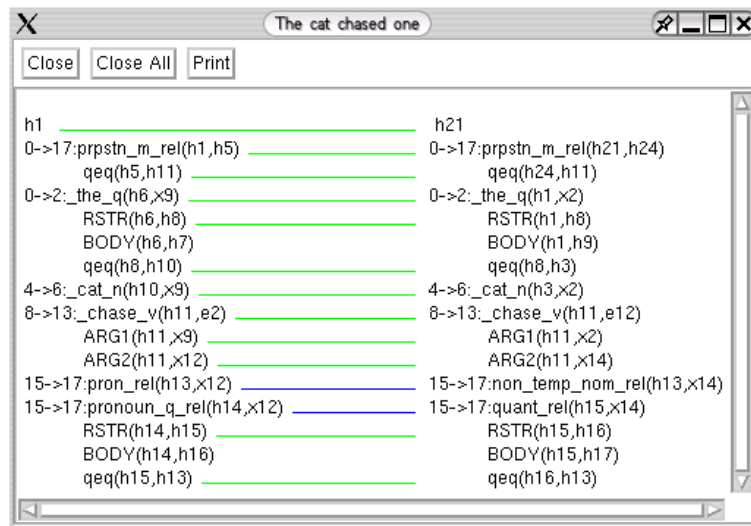 The cat chased one
Close Close All Print
h1 h21
0->17:prpstn_m_rel(h1,h5) 0->17:prpstn_m_rel(h21,h24)
qeq(h5,h11) qeq(h24,h11)
0->2:_the_q(h6,x9) 0->2:_the_q(h1,x2)
RSTR(h6,h8) RSTR(h1,h8)
BODY(h6,h7) BODY(h1,h9)
qeq(h8,h10) qeq(h8,h3)
4->6:_cat_n(h10,x9) 4->6:_cat_n(h3,x2)
8->13:_chase_v(h11,e2) 8->13:_chase_v(h11,e12)
ARG1(h11,x9) ARG1(h11,x2)
ARG2(h11,x12) ARG2(h11,x14)
15->17:pron_rel(h13,x12) 15->17:non_temp_nom_rel(h13,x14)
15->17:pronoun_q_rel(h14,x12) 15->17:quant_rel(h15,x14)
RSTR(h14,h15) RSTR(h15,h16)
BODY(h14,h16) BODY(h15,h17)
qeq(h15,h13) qeq(h16,h13)